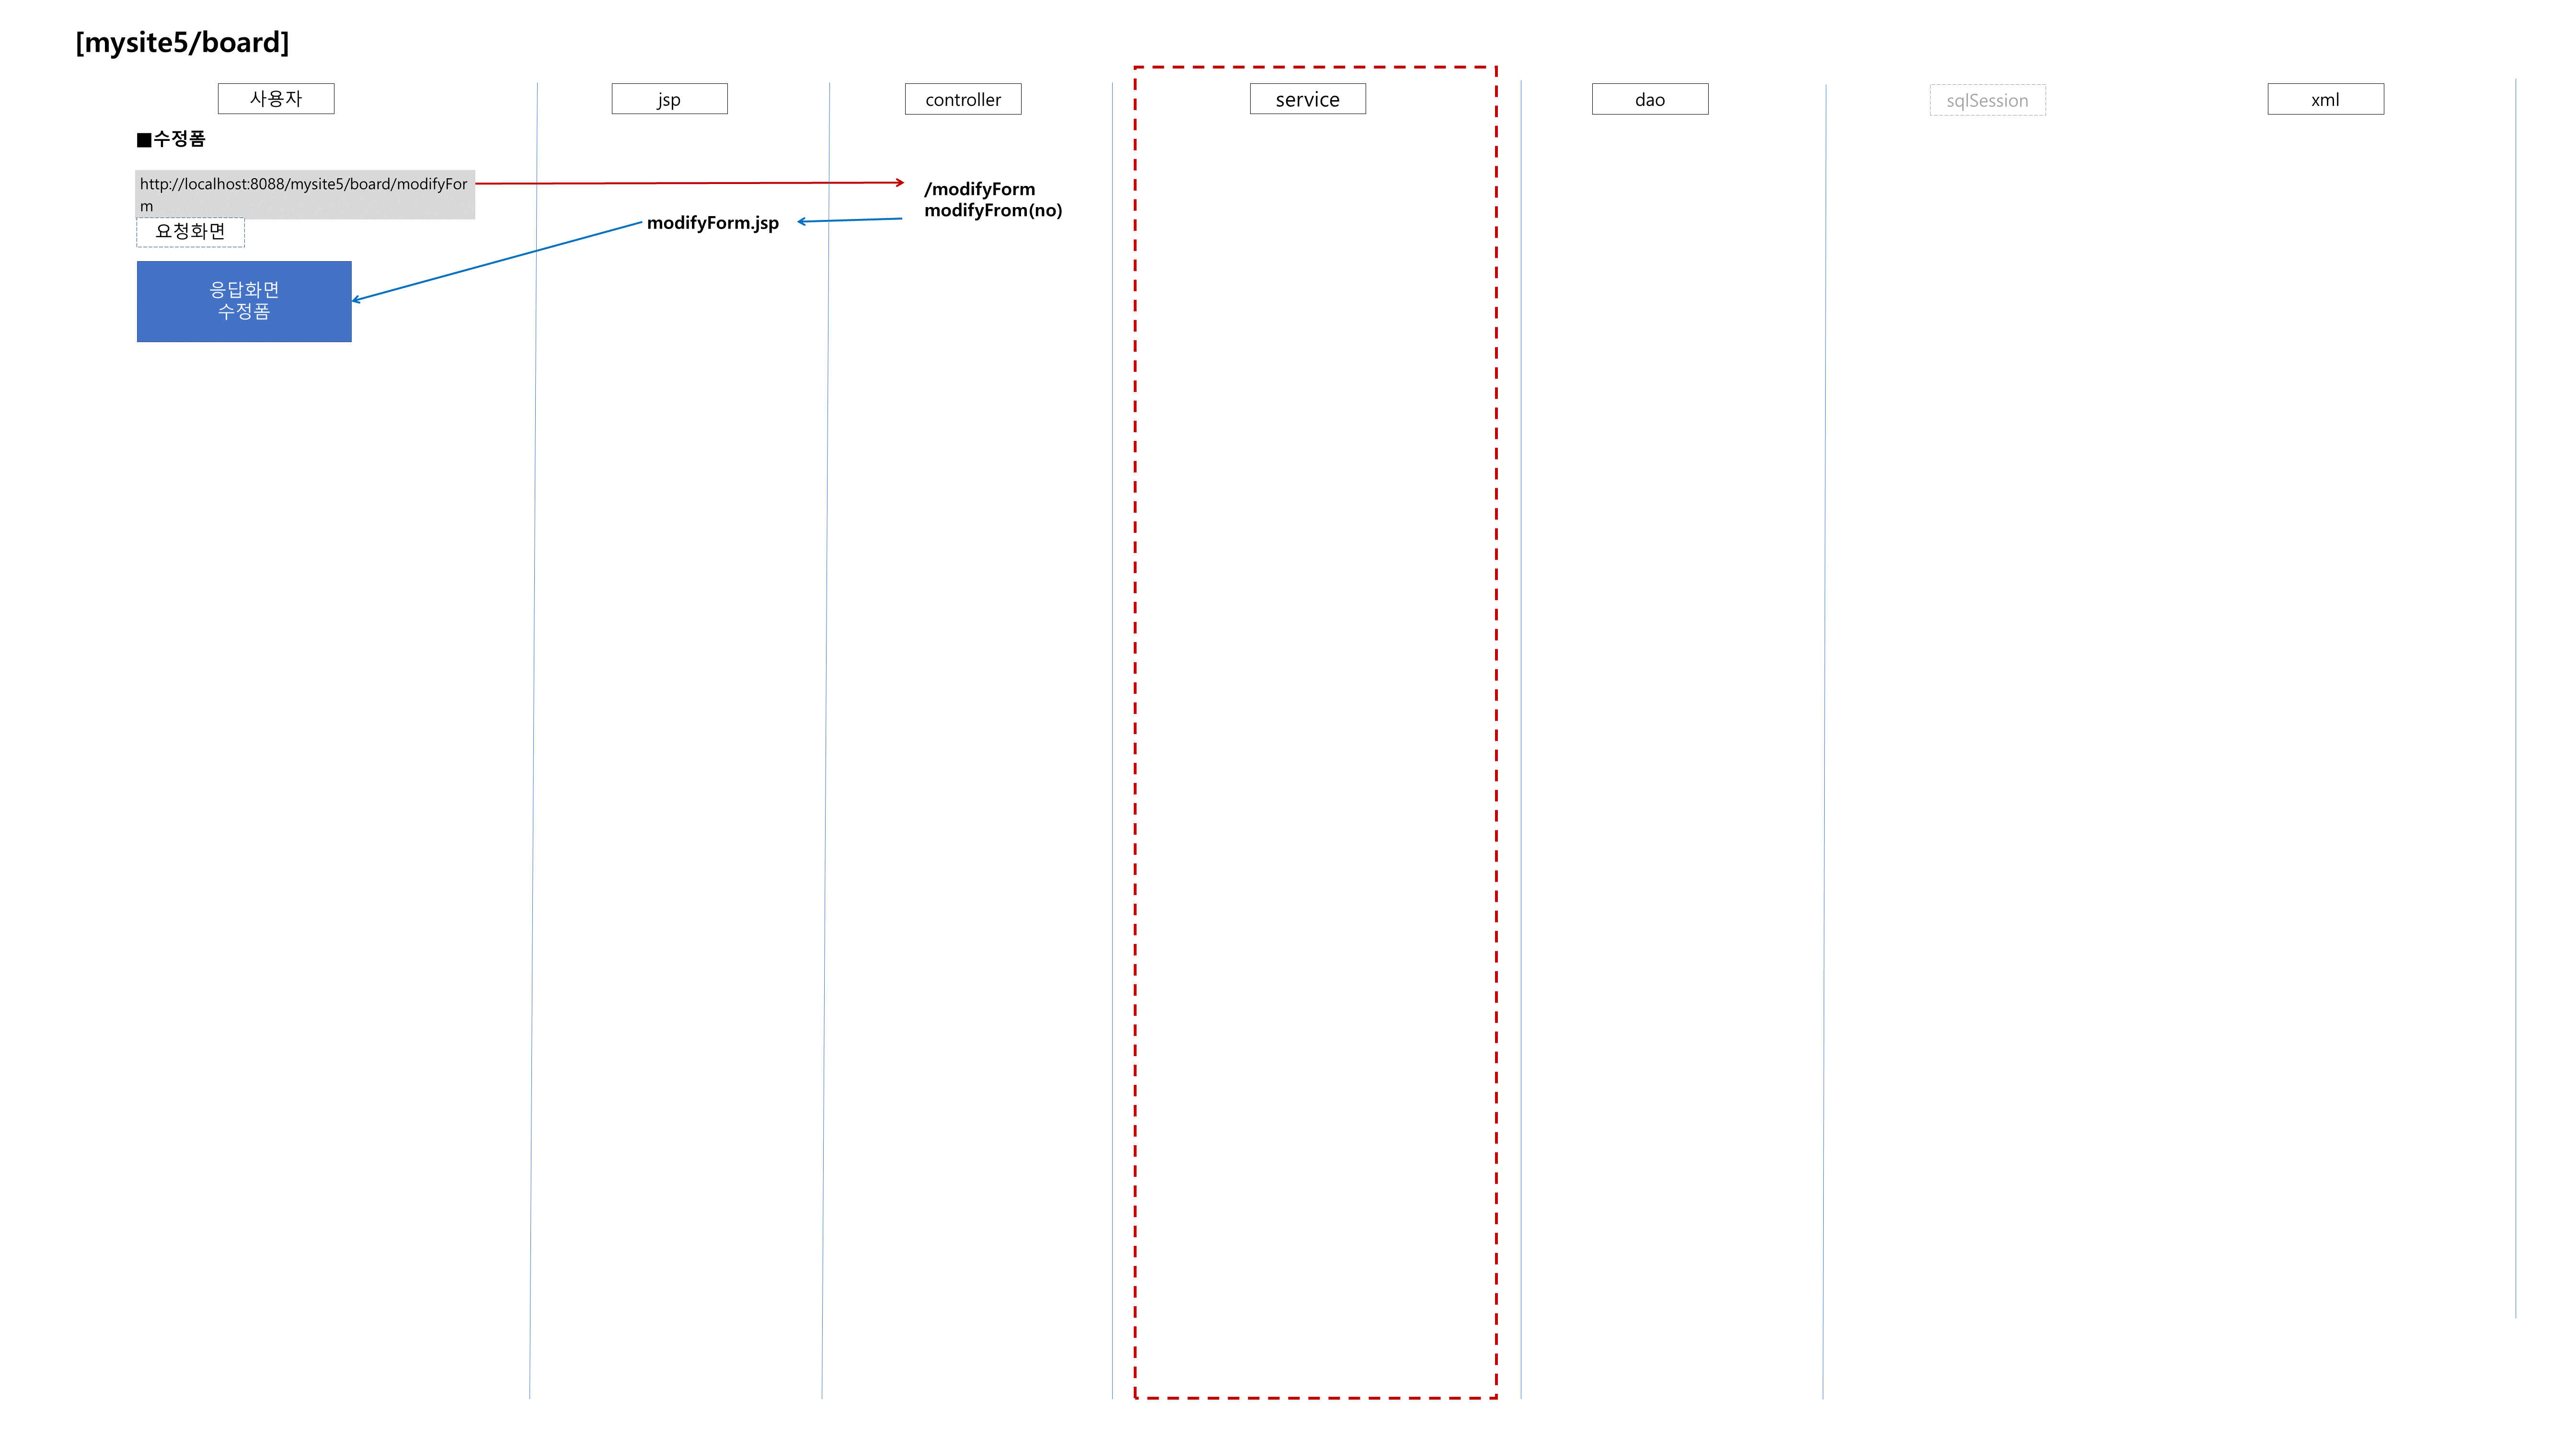 [mysite5/board]
사용자
jsp
controller
service
dao
sqlSession
xml
■수정폼
http://localhost:8088/mysite5/board/modifyFor
m
/modifyForm
modifyFrom(no)
modifyForm.jsp
요청화면
응답화면
수정폼